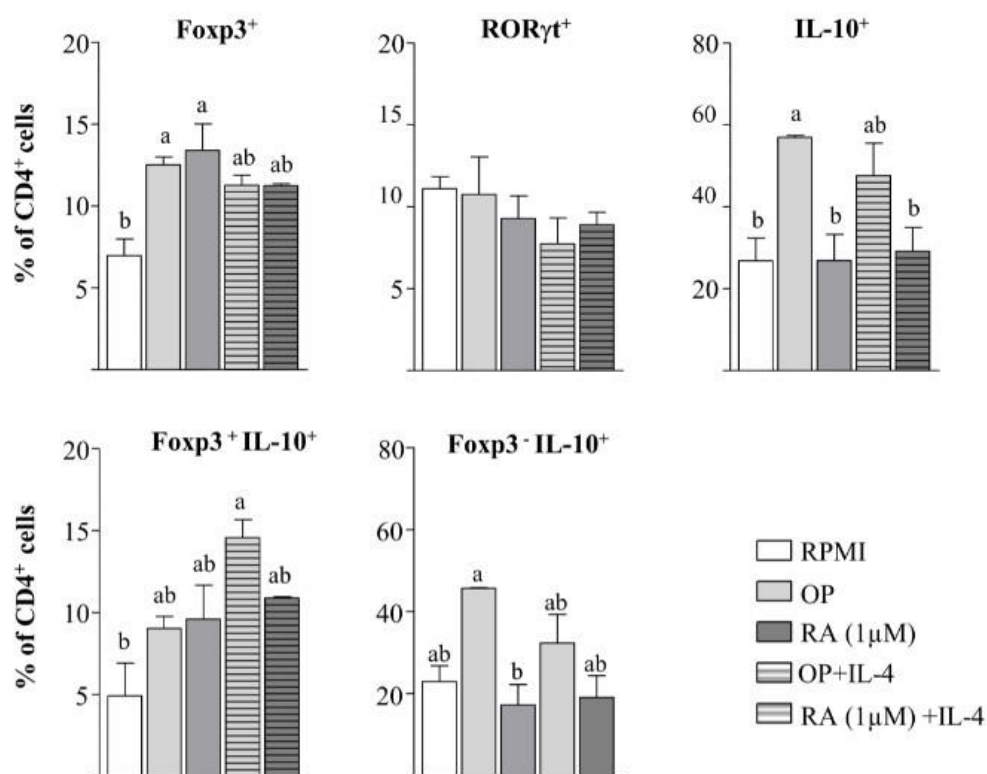 Foxp3⁺
% of CD4⁺ cells
20
15
10
5
b
a
a
ab
ab
RORγt⁺
20
15
10
5
IL-10⁺
80
60
40
20
b
a
b
ab
b
Foxp3⁺IL-10⁺
% of CD4⁺ cells
20
15
10
5
b
ab
ab
a
ab
Foxp3⁻IL-10⁺
80
60
40
20
ab
a
b
ab
ab
RPMI
OP
RA (1µM)
OP+IL-4
RA (1µM) +IL-4